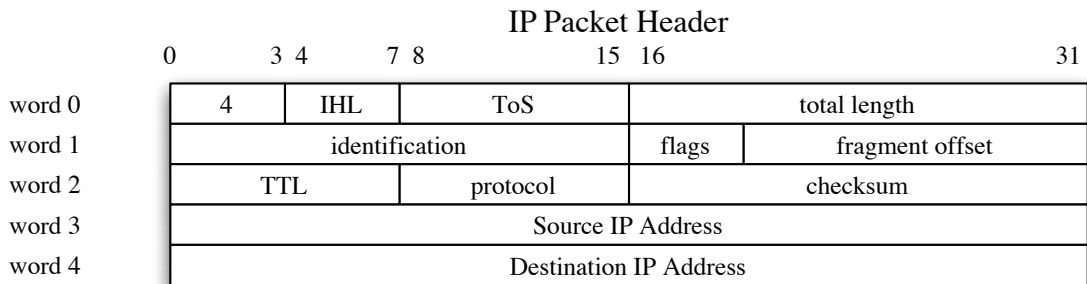 IP Packet Header
0 3 4 7 8 15 16 31
word 0 4 IHL ToS total length
word 1 identification flags fragment offset
word 2 TTL protocol checksum
word 3 Source IP Address
word 4 Destination IP Address